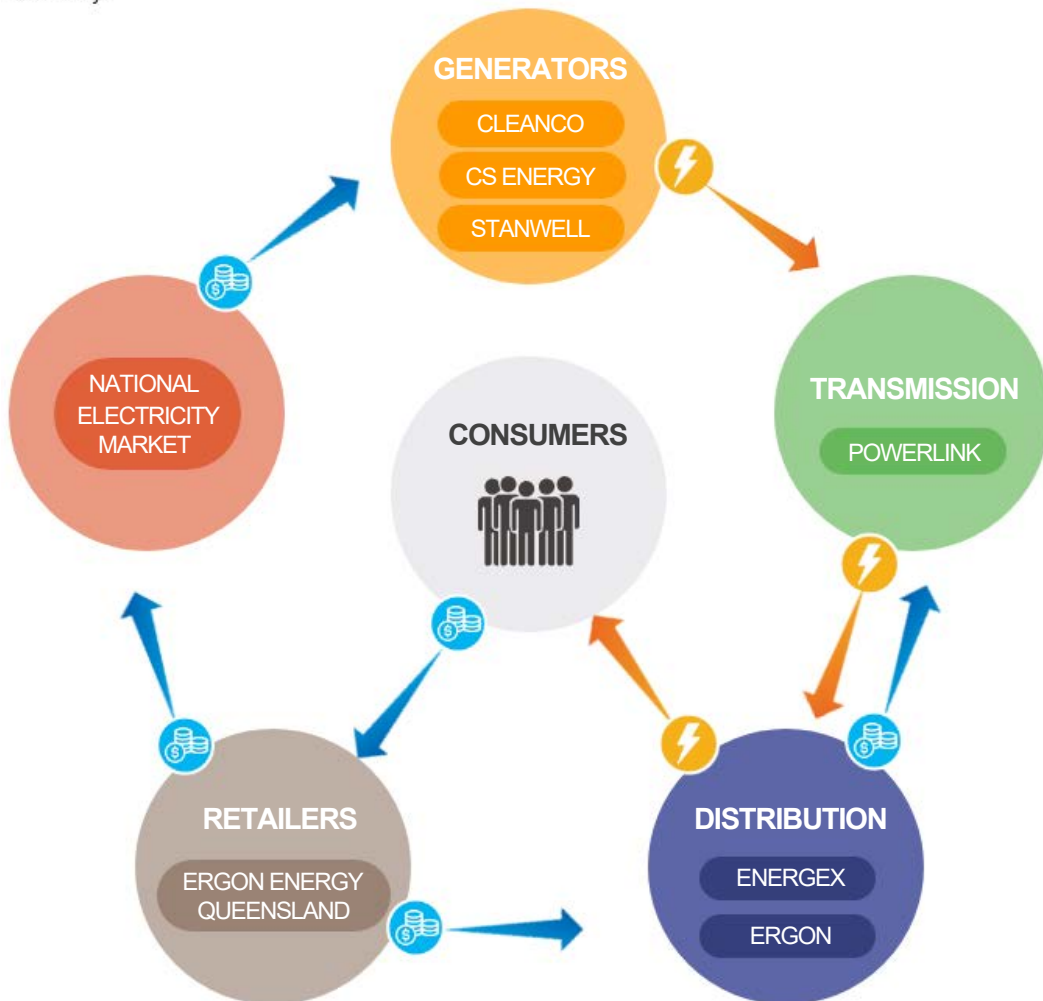 GENERATORS
CLEANCO
CS ENERGY
STANWELL
NATIONAL
ELECTRICITY
MARKET
CONSUMERS
TRANSMISSION
POWERLINK
RETAILERS
ERGON ENERGY
QUEENSLAND
DISTRIBUTION
ENERGEX
ERGON